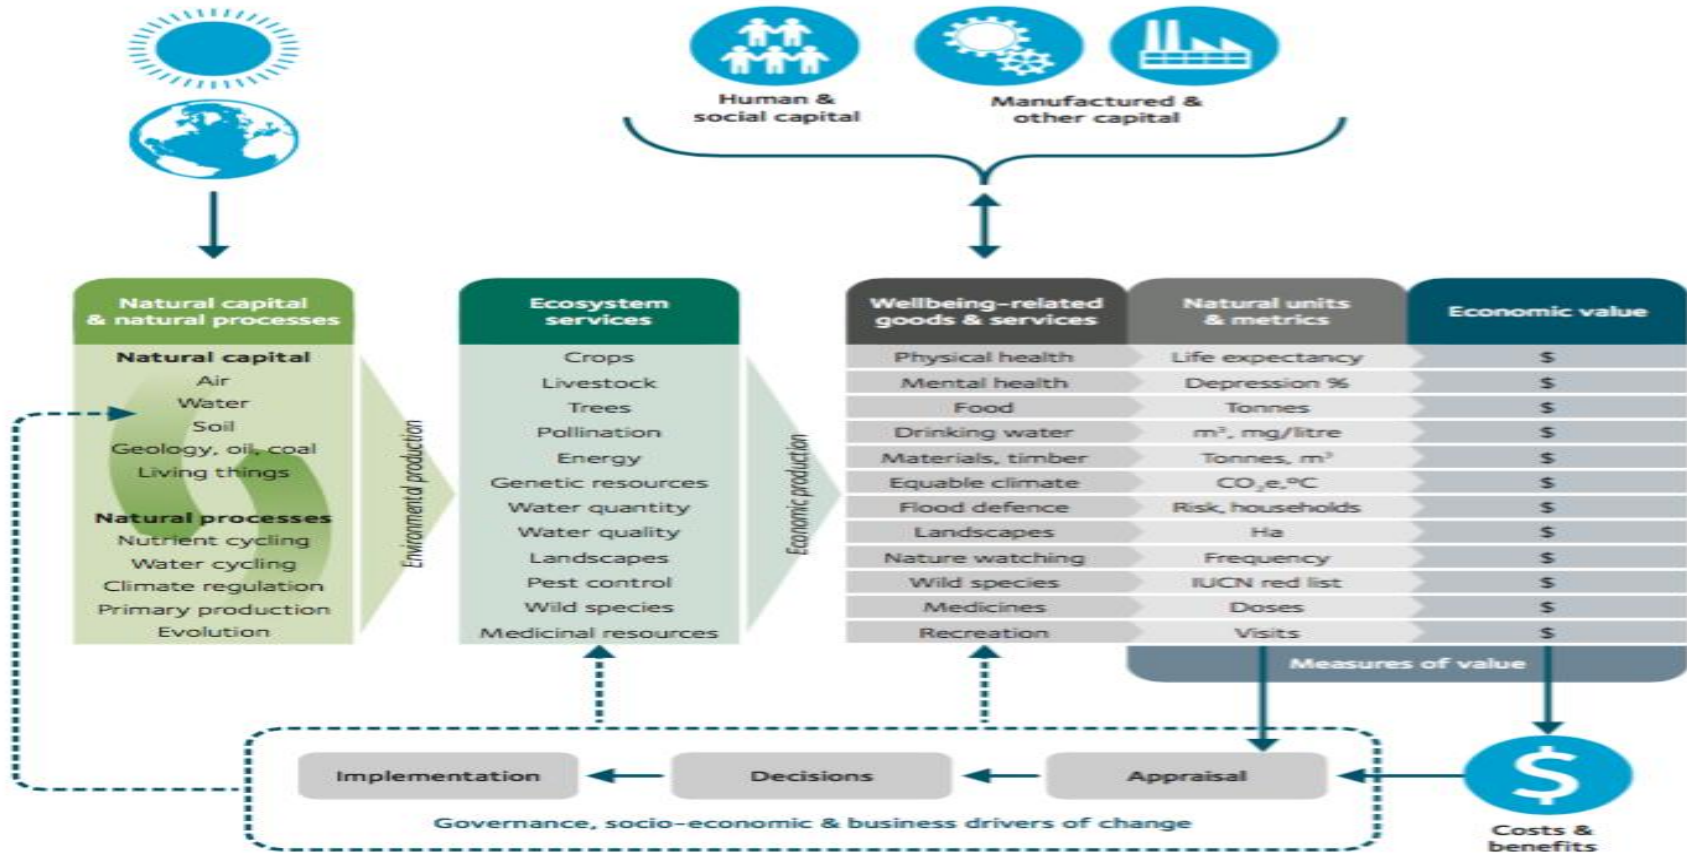 Human &
social capital
Manufactured &
other capital
Natural capital
& natural processes
Natural capital
Air
Water
Soil
Geology, oil, coal
Living things
Natural processes
Nutrient cycling
Water cycling
Climate regulation
Primary production
Evolution
Environmental production
Ecosystem
services
Crops
Livestock
Trees
Pollination
Energy
Genetic resources
Water quantity
Water quality
Landscapes
Pest control
Wild species
Medicinal resources
Economic production
Wellbeing-related
goods & services
Natural units
& metrics
Economic value
Physical health Life expectancy $
Mental health Depression % $
Food Tonnes $
Drinking water m³, mg/litre $
Materials, timber Tonnes, m³ $
Equable climate CO₂e,ºC $
Flood defence Risk, households $
Landscapes Ha $
Nature watching Frequency $
Wild species IUCN red list $
Medicines Doses $
Recreation Visits $
Measures of value
Implementation
Decisions
Appraisal
$
Governance, socio-economic & business drivers of change
Costs &
benefits